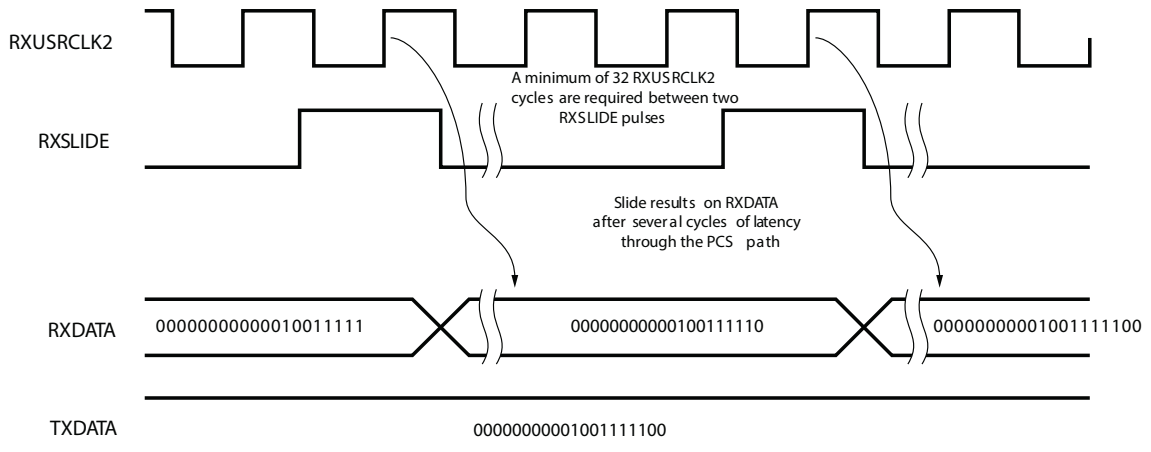 RXUSRCLK2
A minimum of 32 RXUSRCLK2
cycles are required between two
RXSLIDE pulses
RXSLIDE
Slide results on RXDATA
after several cycles of latency
through the PCS path
RXDATA
00000000000010011111
00000000000100111110
00000000001001111100
TXDATA
00000000001001111100